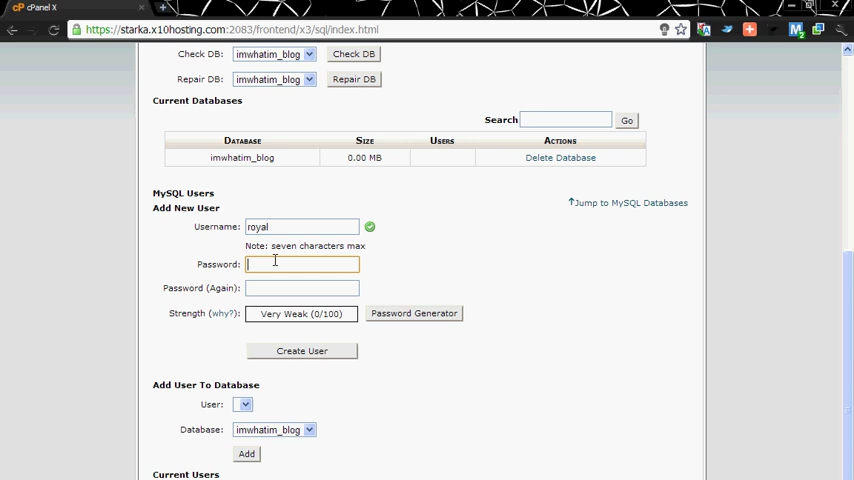 cPanel X
https://starka.x10hosting.com:2083/frontend/x3/sql/index.html
Check DB: imwhatim_blog Check DB
Repair DB: imwhatim_blog Repair DB
Current Databases
Search Go
DATABASE SIZE USERS ACTIONS
imwhatim_blog 0.00 MB Delete Database
MySQL Users
Jump to MySQL Databases
Add New User
Username: royal
Note: seven characters max
Password:
Password (Again):
Strength (why?): Very Weak (0/100) Password Generator
Create User
Add User To Database
User:
Database: imwhatim_blog
Add
Current Users